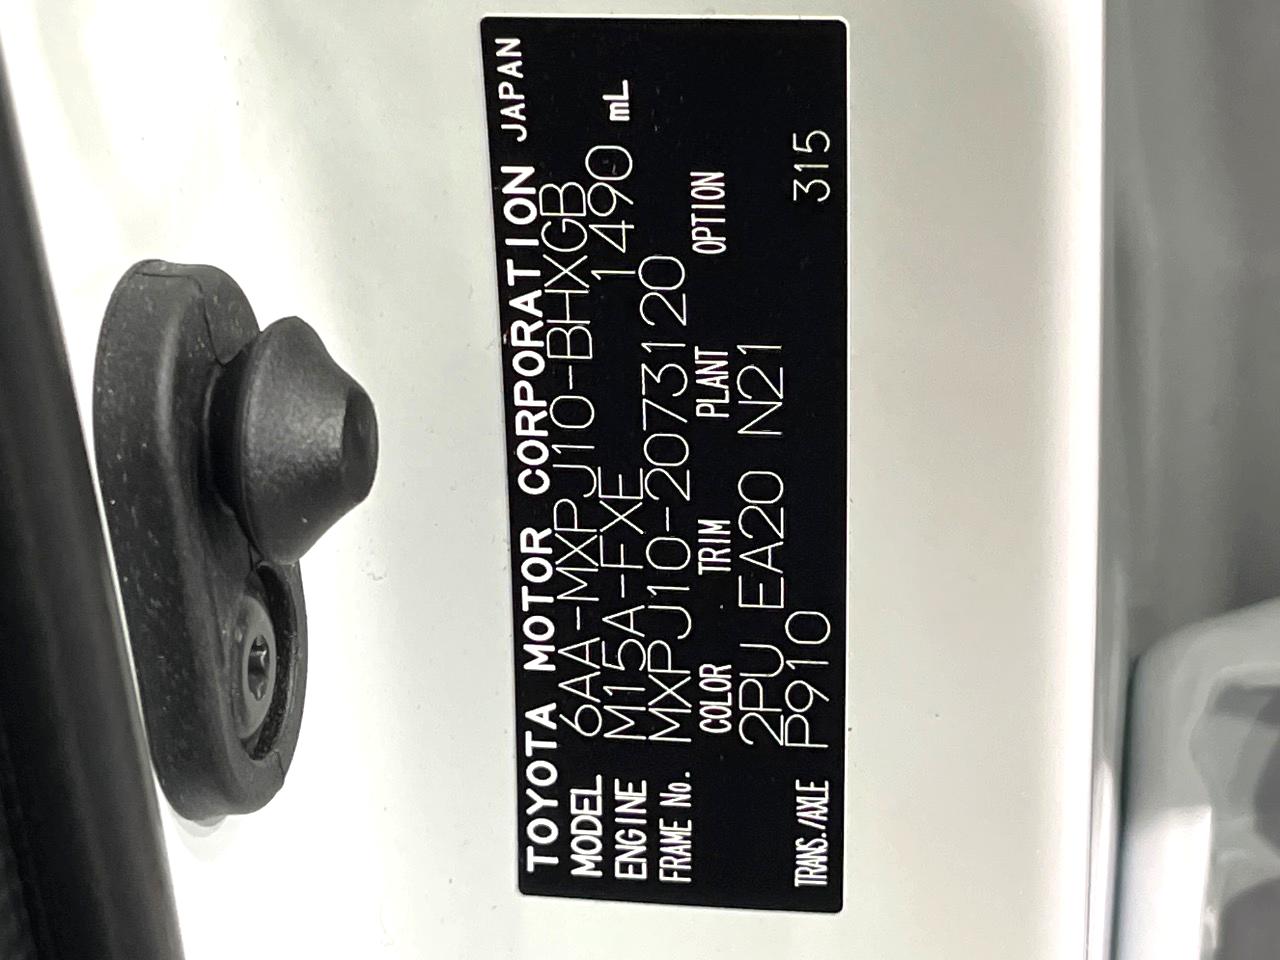 TOYOTA MOTOR CORPORATION JAPAN
MODEL 6AA-MXPJ10-BHXGB
ENGINE M15A-FXE 1490 mL
FRAME No. MXPJ10-2073120
COLOR TRIM PLANT OPTION
2PU EA20 N21
TRANS./AXLE P910 315